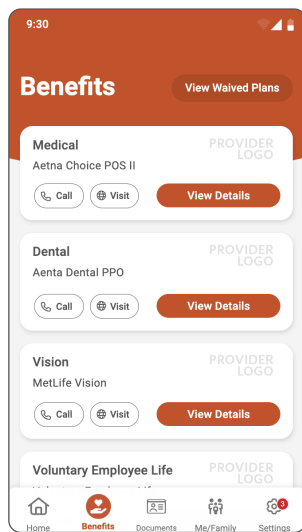 9:30
Benefits
View Waived Plans
Medical
PROVIDER
LOGO
Aetna Choice POS II
Call
Visit
View Details
Dental
PROVIDER
LOGO
Aenta Dental PPO
Call
Visit
View Details
Vision
PROVIDER
LOGO
MetLife Vision
Call
Visit
View Details
Voluntary Employee Life
PROVIDER
LOGO
3
Home
Benefits
Documents
Me/Family
Settings